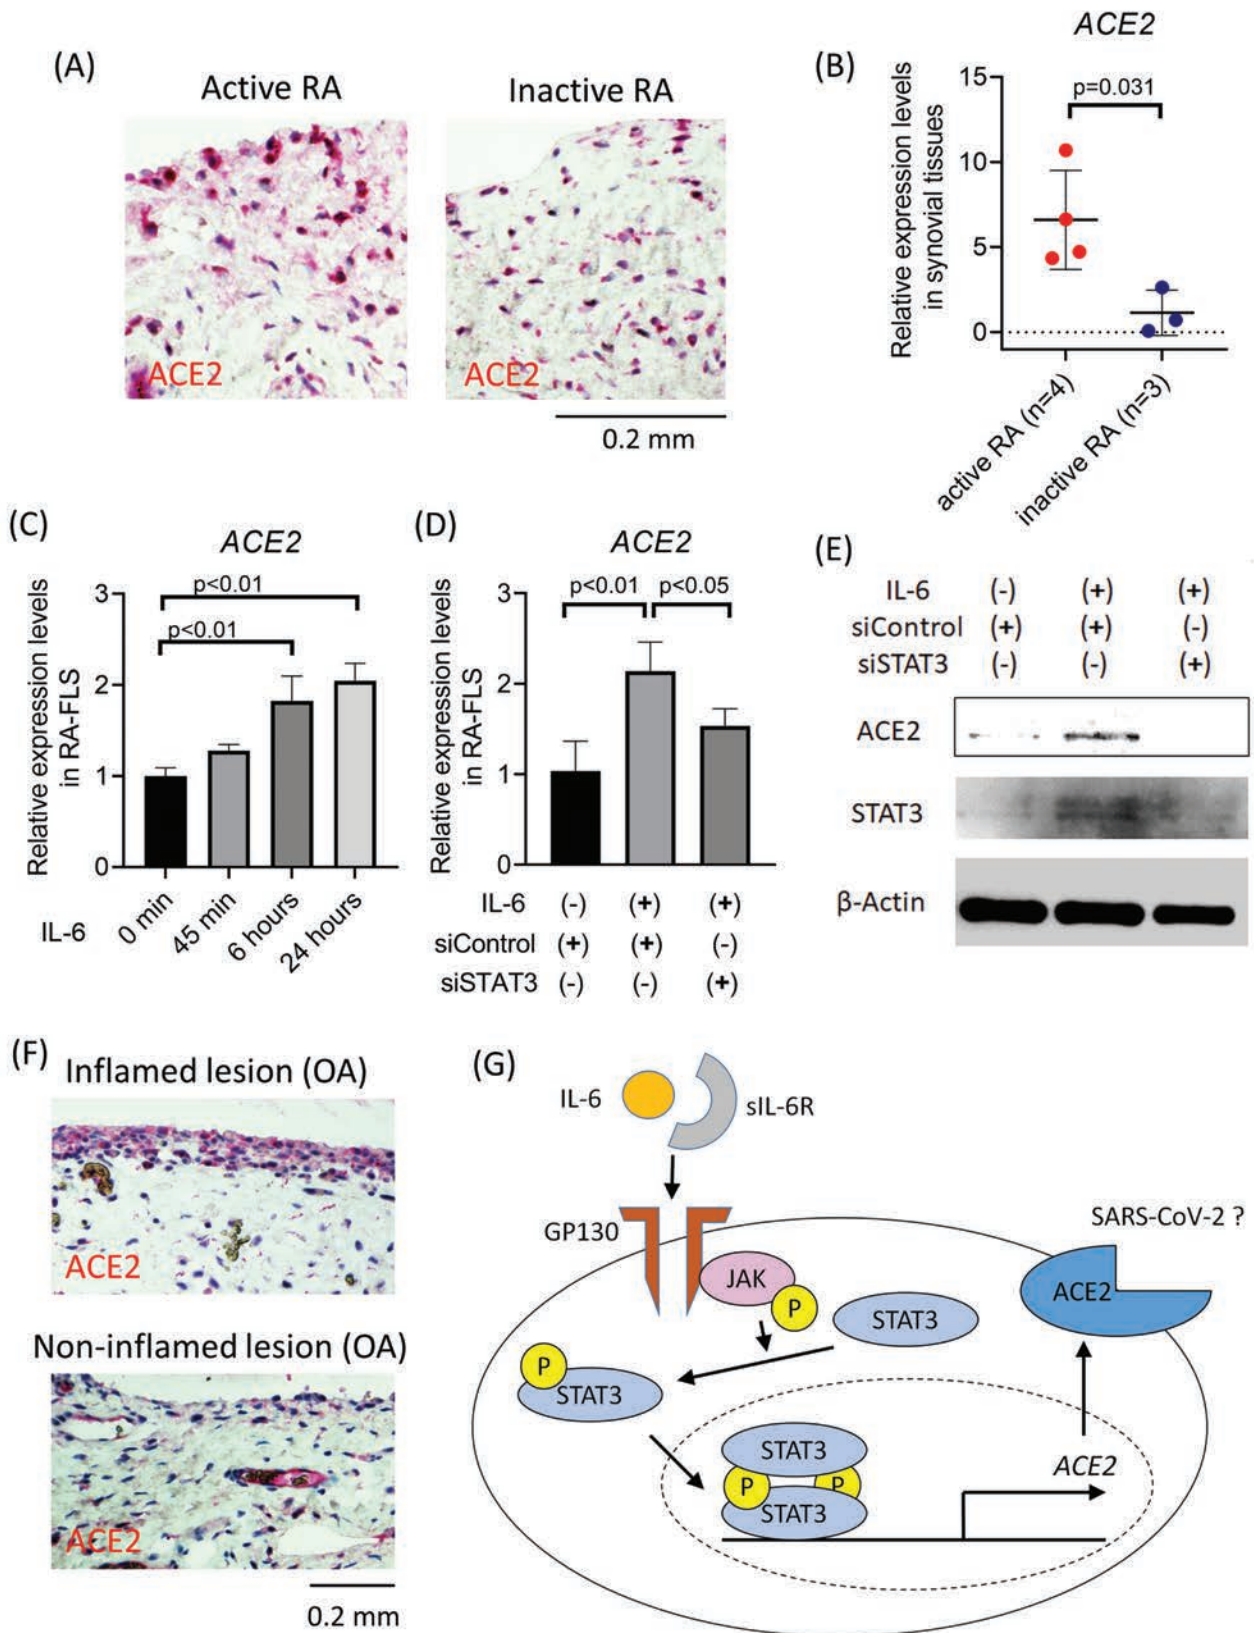 (A)
Active RA
Inactive RA
ACE2
ACE2
0.2 mm
(B)
ACE2
p=0.031
Relative expression levels
in synovial tissues
15
10
5
0
active RA (n=4)
inactive RA (n=3)
(C)
ACE2
p<0.01
p<0.01
Relative expression levels
in RA-FLS
3
2
1
0
IL-6
0 min
45 min
6 hours
24 hours
(D)
ACE2
p<0.01
p<0.05
Relative expression levels
in RA-FLS
3
2
1
0
IL-6 (-) (+) (+)
siControl (+) (+) (-)
siSTAT3 (-) (-) (+)
(E)
IL-6 (-) (+) (+)
siControl (+) (+) (-)
siSTAT3 (-) (-) (+)
ACE2
STAT3
β-Actin
(F)
Inflamed lesion (OA)
ACE2
Non-inflamed lesion (OA)
ACE2
0.2 mm
(G)
IL-6
sIL-6R
GP130
SARS-CoV-2 ?
JAK
P
ACE2
STAT3
P
STAT3
STAT3
P
P
STAT3
ACE2